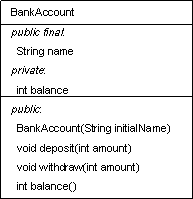 BankAccount
public final:
String name
private:
int balance
public:
BankAccount(String initialName)
void deposit(int amount)
void withdraw(int amount)
int balance()